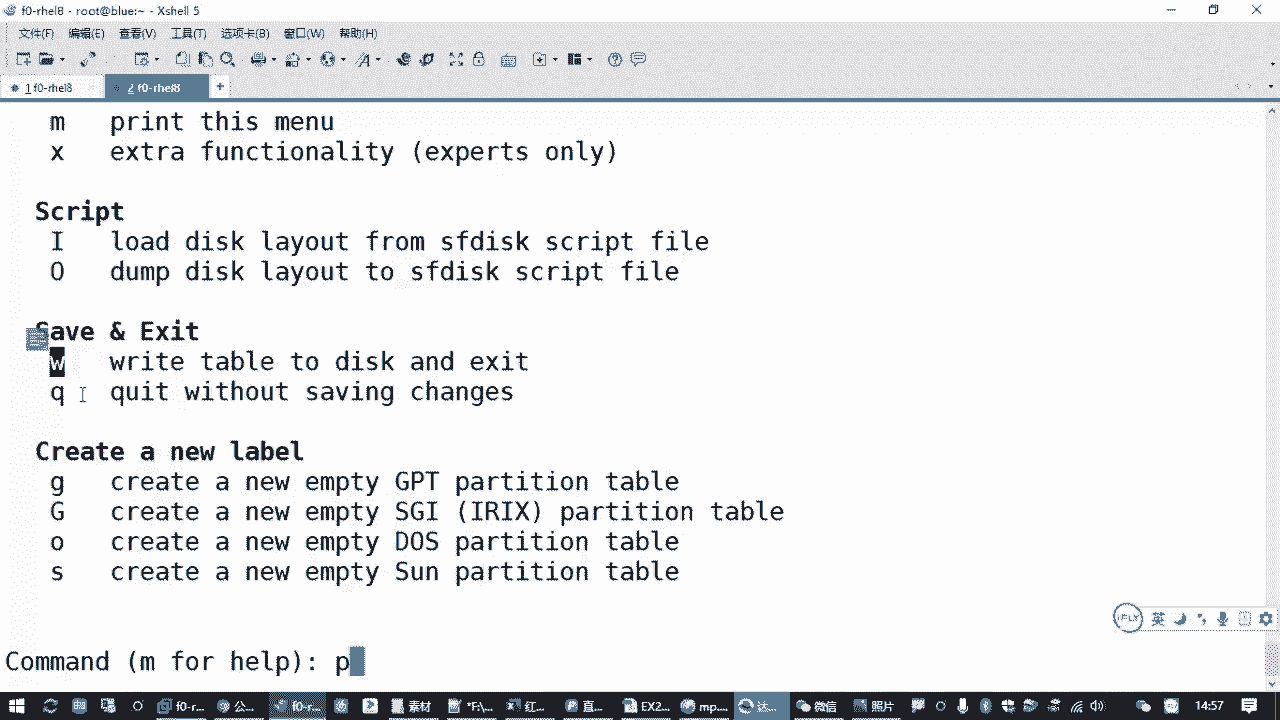 f0-rhel8 - root@blue:~ - Xshell 5
文件(F) 编辑(E) 查看(V) 工具(T) 选项卡(B) 窗口(W) 帮助(H)
1 f0-rhel8 2 f0-rhel8
m print this menu
x extra functionality (experts only)
Script
I load disk layout from sfdisk script file
O dump disk layout to sfdisk script file
Save & Exit
w write table to disk and exit
q quit without saving changes
Create a new label
g create a new empty GPT partition table
G create a new empty SGI (IRIX) partition table
o create a new empty DOS partition table
s create a new empty Sun partition table
iFLY 英
Command (m for help): p
f0-r... 公... f0-r... 素材 *F:\... 红... 直... EX2... mp... 达... 微信 照片 14:57